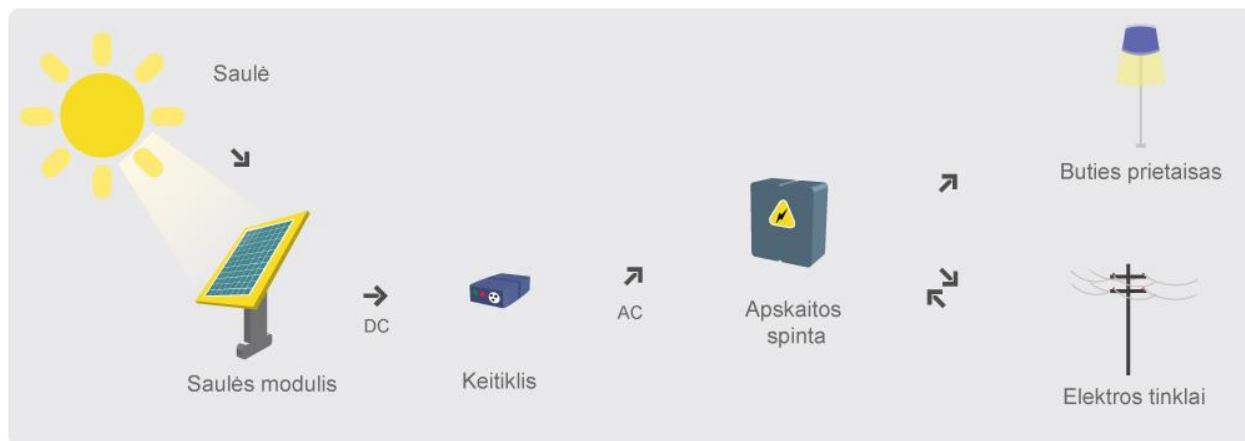 Saulė
Buties prietaisas
DC
AC
Apskaitos
spinta
Saulės modulis
Keitiklis
Elektros tinklai